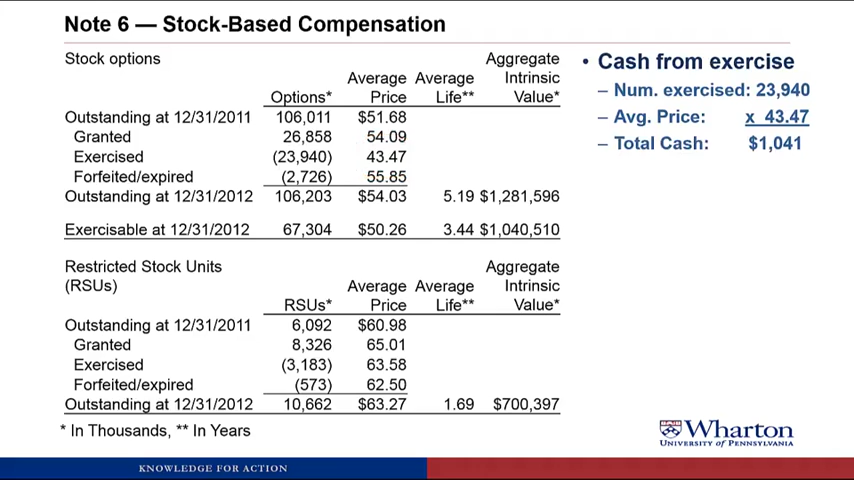 Note 6 — Stock-Based Compensation
Stock options
Aggregate
Average Average Intrinsic
Options* Price Life** Value*
Outstanding at 12/31/2011 106,011 $51.68
Granted 26,858 54.09
Exercised (23,940) 43.47
Forfeited/expired (2,726) 55.85
Outstanding at 12/31/2012 106,203 $54.03 5.19 $1,281,596
Exercisable at 12/31/2012 67,304 $50.26 3.44 $1,040,510
Restricted Stock Units Aggregate
(RSUs) Average Average Intrinsic
RSUs* Price Life** Value*
Outstanding at 12/31/2011 6,092 $60.98
Granted 8,326 65.01
Exercised (3,183) 63.58
Forfeited/expired (573) 62.50
Outstanding at 12/31/2012 10,662 $63.27 1.69 $700,397
* In Thousands, ** In Years
• Cash from exercise
– Num. exercised: 23,940
– Avg. Price: x 43.47
– Total Cash: $1,041
Wharton
UNIVERSITY of PENNSYLVANIA
KNOWLEDGE FOR ACTION